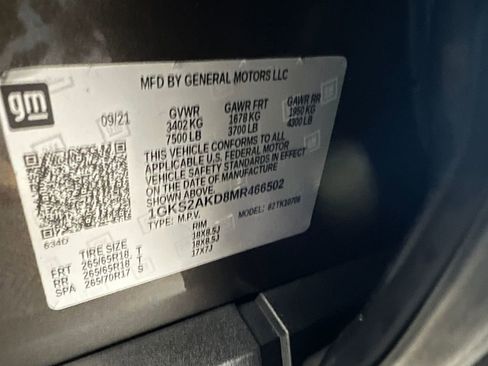 MFD BY GENERAL MOTORS LLC
gm
09/21
GVWR
3402 KG
7500 LB
GAWR FRT
1678 KG
3700 LB
GAWR RR
1950 KG
4300 LB
THIS VEHICLE CONFORMS TO ALL
APPLICABLE U.S. FEDERAL MOTOR
VEHICLE SAFETY STANDARDS IN EFFECT
ON THE DATE OF MANUFACTURE
SHOWN ABOVE.
1GKS2AKD8MR466502
TYPE: M.P.V.
MODEL:
634D
TIRE SIZE
RIM
FRT 265/65R18 T 18X8.5J
RR 265/65R18 T 18X8.5J
SPA 265/70R17 S 17X7J